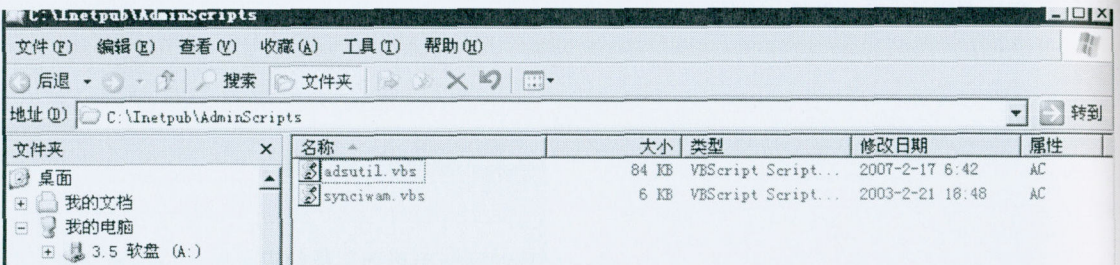 C:\Inetpub\AdminScripts
文件(F) 编辑(E) 查看(V) 收藏(A) 工具(T) 帮助(H)
后退 搜索 文件夹
地址(D) C:\Inetpub\AdminScripts 转到
文件夹 名称 大小 类型 修改日期 属性
桌面 adsutil.vbs 84 KB VBScript Script... 2007-2-17 6:42 AC
我的文档 synciwam.vbs 6 KB VBScript Script... 2003-2-21 18:48 AC
我的电脑
3.5 软盘 (A:)